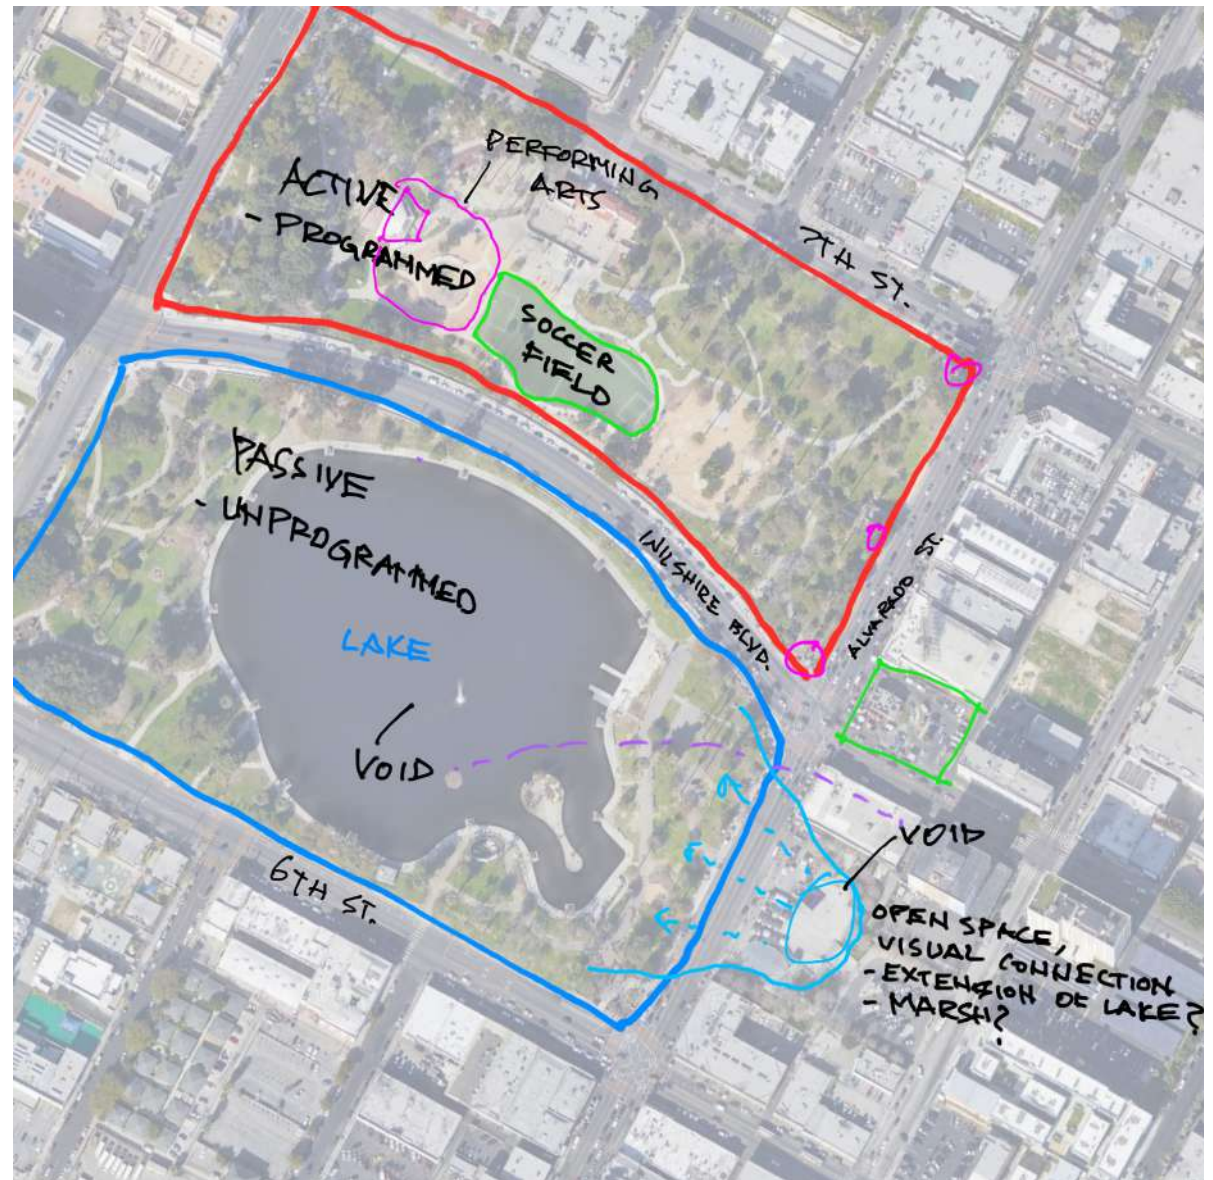 PERFORMING
ARTS
ACTIVE
- PROGRAMMED
7TH ST.
SOCCER
FIELD
PASSIVE
- UNPROGRAMMED
WILSHIRE BLVD.
ALVARADO ST.
LAKE
VOID
VOID
6TH ST.
OPEN SPACE,
VISUAL CONNECTION
- EXTENSION OF LAKE?
- MARSH?